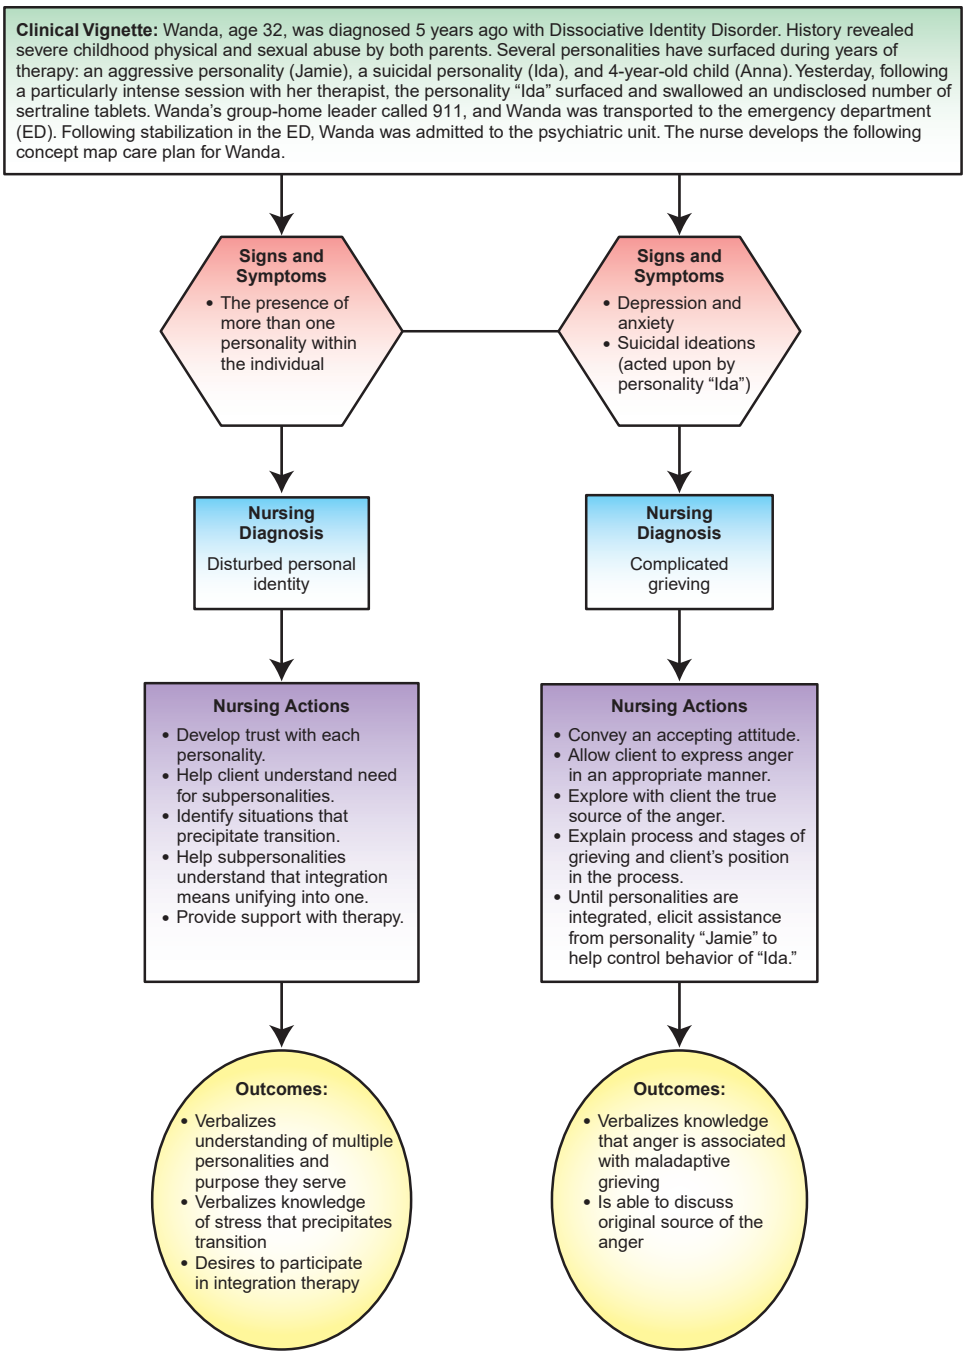 Clinical Vignette: Wanda, age 32, was diagnosed 5 years ago with Dissociative Identity Disorder. History revealed
severe childhood physical and sexual abuse by both parents. Several personalities have surfaced during years of
therapy: an aggressive personality (Jamie), a suicidal personality (Ida), and 4-year-old child (Anna). Yesterday, following
a particularly intense session with her therapist, the personality “Ida” surfaced and swallowed an undisclosed number of
sertraline tablets. Wanda’s group-home leader called 911, and Wanda was transported to the emergency department
(ED). Following stabilization in the ED, Wanda was admitted to the psychiatric unit. The nurse develops the following
concept map care plan for Wanda.
Signs and
Symptoms
• The presence of
more than one
personality within
the individual
Signs and
Symptoms
• Depression and
anxiety
• Suicidal ideations
(acted upon by
personality “Ida”)
Nursing
Diagnosis
Disturbed personal
identity
Nursing
Diagnosis
Complicated
grieving
Nursing Actions
• Develop trust with each
personality.
• Help client understand need
for subpersonalities.
• Identify situations that
precipitate transition.
• Help subpersonalities
understand that integration
means unifying into one.
• Provide support with therapy.
Nursing Actions
• Convey an accepting attitude.
• Allow client to express anger
in an appropriate manner.
• Explore with client the true
source of the anger.
• Explain process and stages of
grieving and client’s position
in the process.
• Until personalities are
integrated, elicit assistance
from personality “Jamie” to
help control behavior of “Ida.”
Outcomes:
• Verbalizes
understanding of multiple
personalities and
purpose they serve
• Verbalizes knowledge
of stress that precipitates
transition
• Desires to participate
in integration therapy
Outcomes:
• Verbalizes knowledge
that anger is associated
with maladaptive
grieving
• Is able to discuss
original source of the
anger